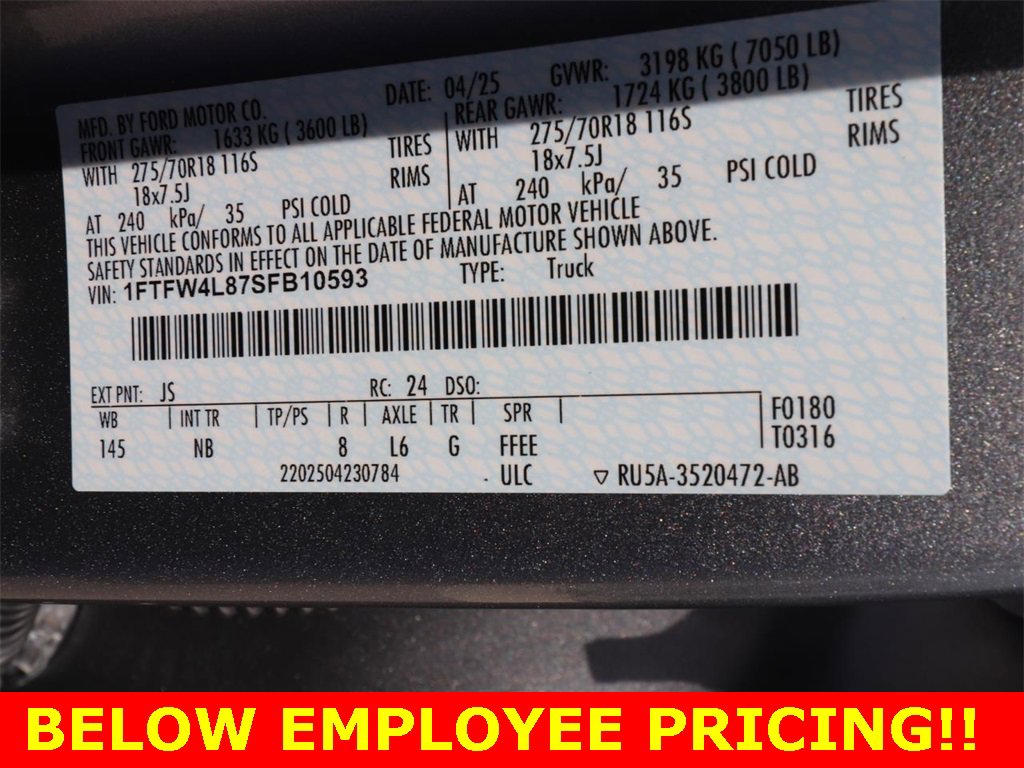 MFD. BY FORD MOTOR CO. DATE: 04/25 GVWR: 3198 KG ( 7050 LB)
FRONT GAWR: 1633 KG ( 3600 LB) REAR GAWR: 1724 KG ( 3800 LB)
WITH 275/70R18 116S TIRES WITH 275/70R18 116S TIRES
18x7.5J RIMS 18x7.5J RIMS
AT 240 kPa/ 35 PSI COLD AT 240 kPa/ 35 PSI COLD
THIS VEHICLE CONFORMS TO ALL APPLICABLE FEDERAL MOTOR VEHICLE
SAFETY STANDARDS IN EFFECT ON THE DATE OF MANUFACTURE SHOWN ABOVE.
VIN: 1FTFW4L87SFB10593 TYPE: Truck
EXT PNT: JS RC: 24 DSO:
WB INT TR TP/PS R AXLE TR SPR F0180
145 NB 8 L6 G FFEE T0316
2202504230784 . ULC ▽ RU5A-3520472-AB
BELOW EMPLOYEE PRICING!!